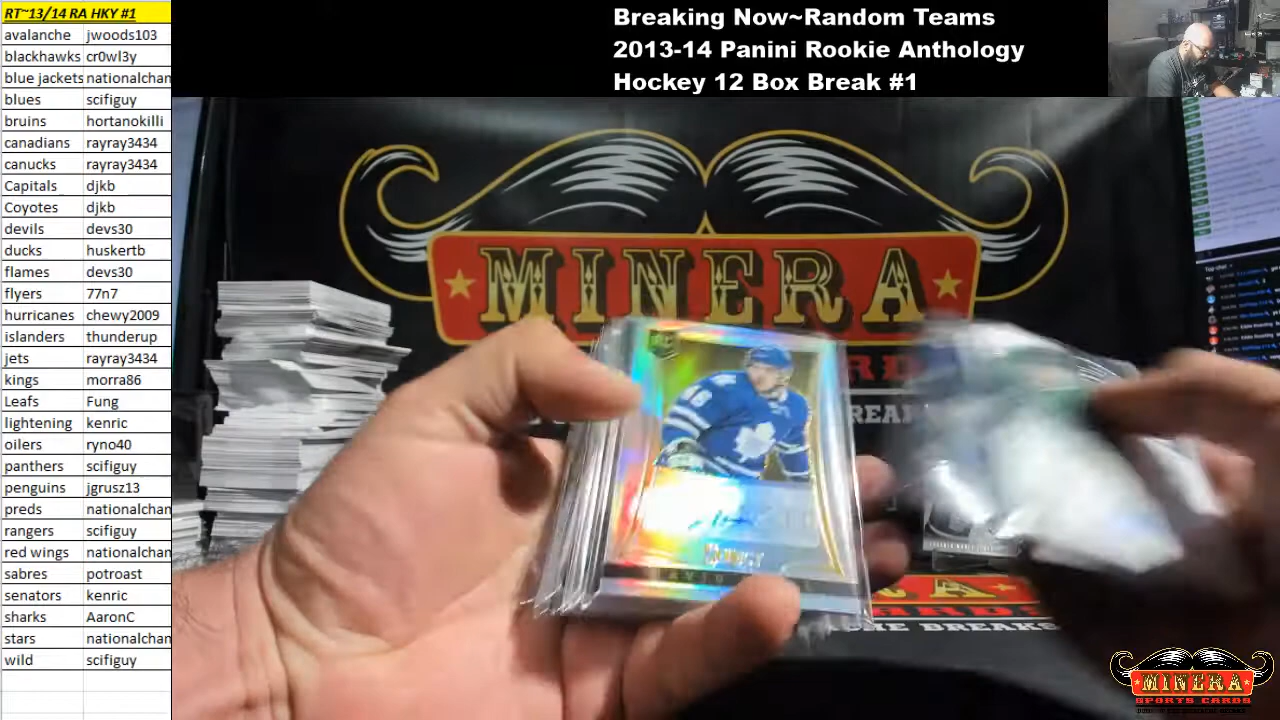 RT~13/14 RA HKY #1
avalanche jwoods103
blackhawks cr0wl3y
blue jackets nationalchan
blues scifiguy
bruins hortanokilli
canadians rayray3434
canucks rayray3434
Capitals djkb
Coyotes djkb
devils devs30
ducks huskertb
flames devs30
flyers 77n7
hurricanes chewy2009
islanders thunderup
jets rayray3434
kings morra86
Leafs Fung
lightening kenric
oilers ryno40
panthers scifiguy
penguins jgrusz13
preds nationalchan
rangers scifiguy
red wings nationalchan
sabres potroast
senators kenric
sharks AaronC
stars nationalchan
wild scifiguy
Breaking Now~Random Teams
2013-14 Panini Rookie Anthology
Hockey 12 Box Break #1
MINERA
BREAKS
MINERA
SPORTS CARDS